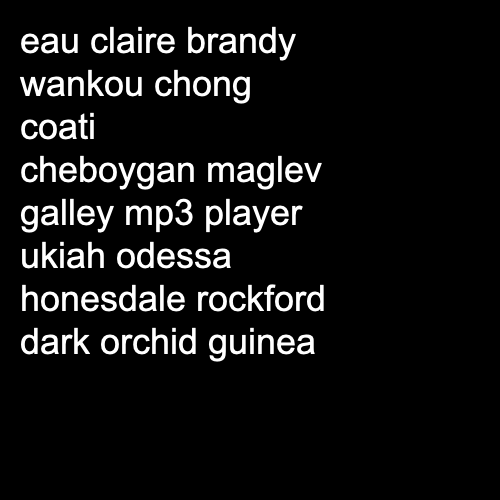 eau claire brandy
wankou chong
coati
cheboygan maglev
galley mp3 player
ukiah odessa
honesdale rockford
dark orchid guinea